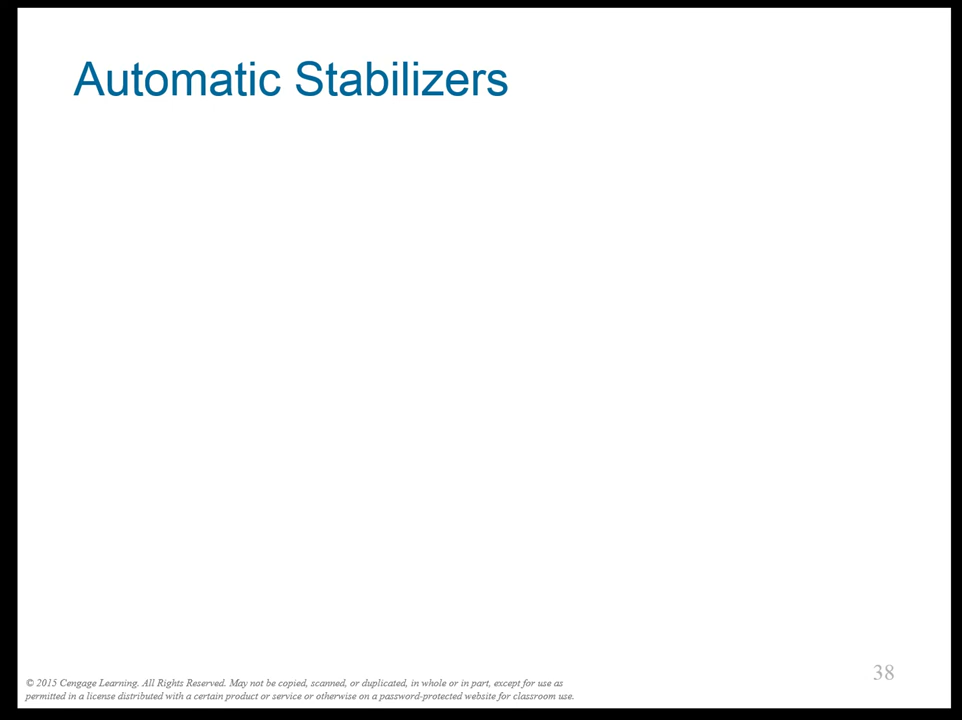 Automatic Stabilizers
38
© 2015 Cengage Learning. All Rights Reserved. May not be copied, scanned, or duplicated, in whole or in part, except for use as
permitted in a license distributed with a certain product or service or otherwise on a password-protected website for classroom use.